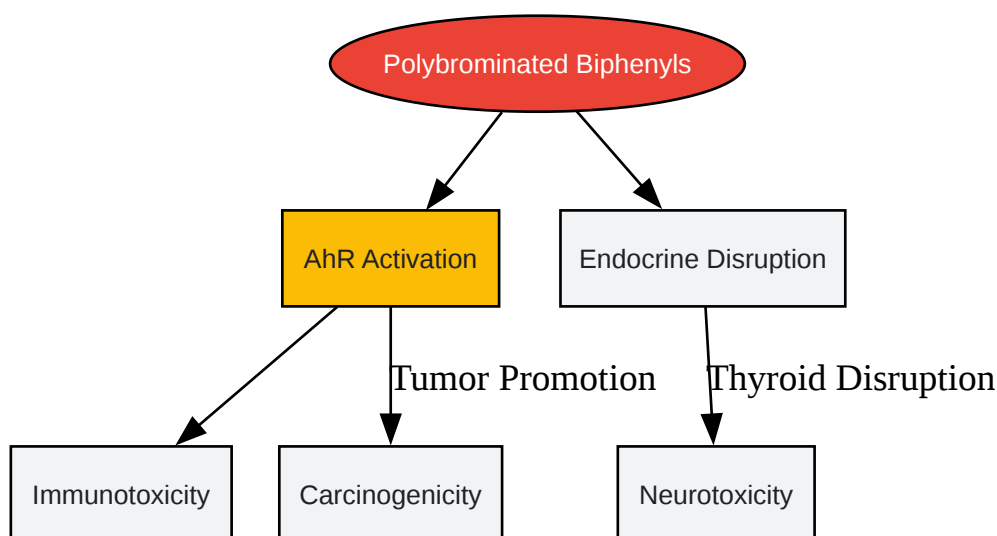 Polybrominated Biphenyls
AhR Activation
Endocrine Disruption
Tumor Promotion
Thyroid Disruption
Immunotoxicity
Carcinogenicity
Neurotoxicity